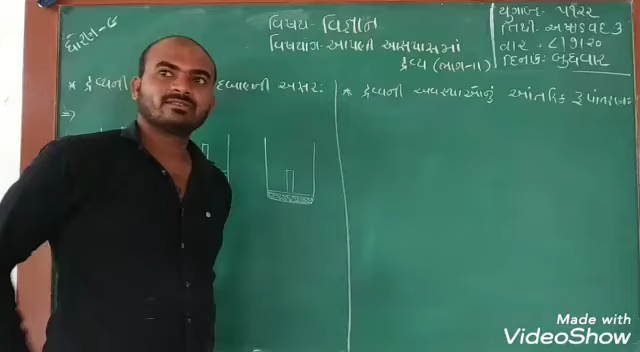 ધોરણ-૯
વિષય- વિજ્ઞાન
વિષયાંગ- આપણી આસપાસમાં
દ્રવ્ય (ભાગ-૧૧)
યુગાબ્દ- ૫૧૨૨
તિથી - અષાડ વદ ૩
વાર - ૮/૭/૨૦
દિનાંક- બુધવાર
* દ્રવ્યની દબાણની અસર:
⇒
* દ્રવ્યની અવસ્થાઓનું આંતરિક રૂપાંતરણ:
Made with
VideoShow